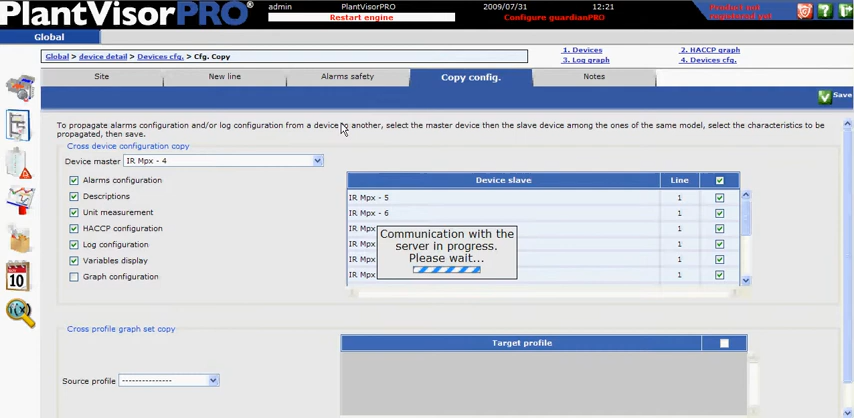 PlantVisorPRO®
admin
PlantVisorPRO
2009/07/31
12:21
Product not
registered yet
Restart engine
Configure guardianPRO
Global
Global > device detail > Devices cfg. > Cfg. Copy
1. Devices
2. HACCP graph
3. Log graph
4. Devices cfg.
Site
New line
Alarms safety
Copy config.
Notes
Save
To propagate alarms configuration and/or log configuration from a device to another, select the master device then the slave device among the ones of the same model, select the characteristics to be
propagated, then save.
Cross device configuration copy
Device master
IR Mpx - 4
Alarms configuration
Descriptions
Unit measurement
HACCP configuration
Log configuration
Variables display
Graph configuration
Device slave
Line
IR Mpx - 5
1
IR Mpx - 6
1
IR Mpx
1
IR Mpx
1
IR Mpx
1
IR Mpx
1
Communication with the
server in progress.
Please wait...
OCT
10
Cross profile graph set copy
Source profile
---------------
Target profile